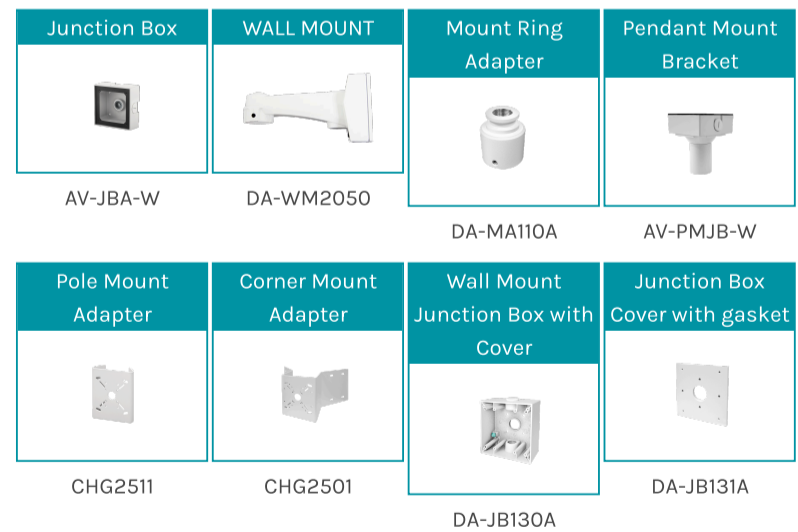 Junction Box
AV-JBA-W
WALL MOUNT
DA-WM2050
Mount Ring
Adapter
DA-MA110A
Pendant Mount
Bracket
AV-PMJB-W
Pole Mount
Adapter
CHG2511
Corner Mount
Adapter
CHG2501
Wall Mount
Junction Box with
Cover
DA-JB130A
Junction Box
Cover with gasket
DA-JB131A